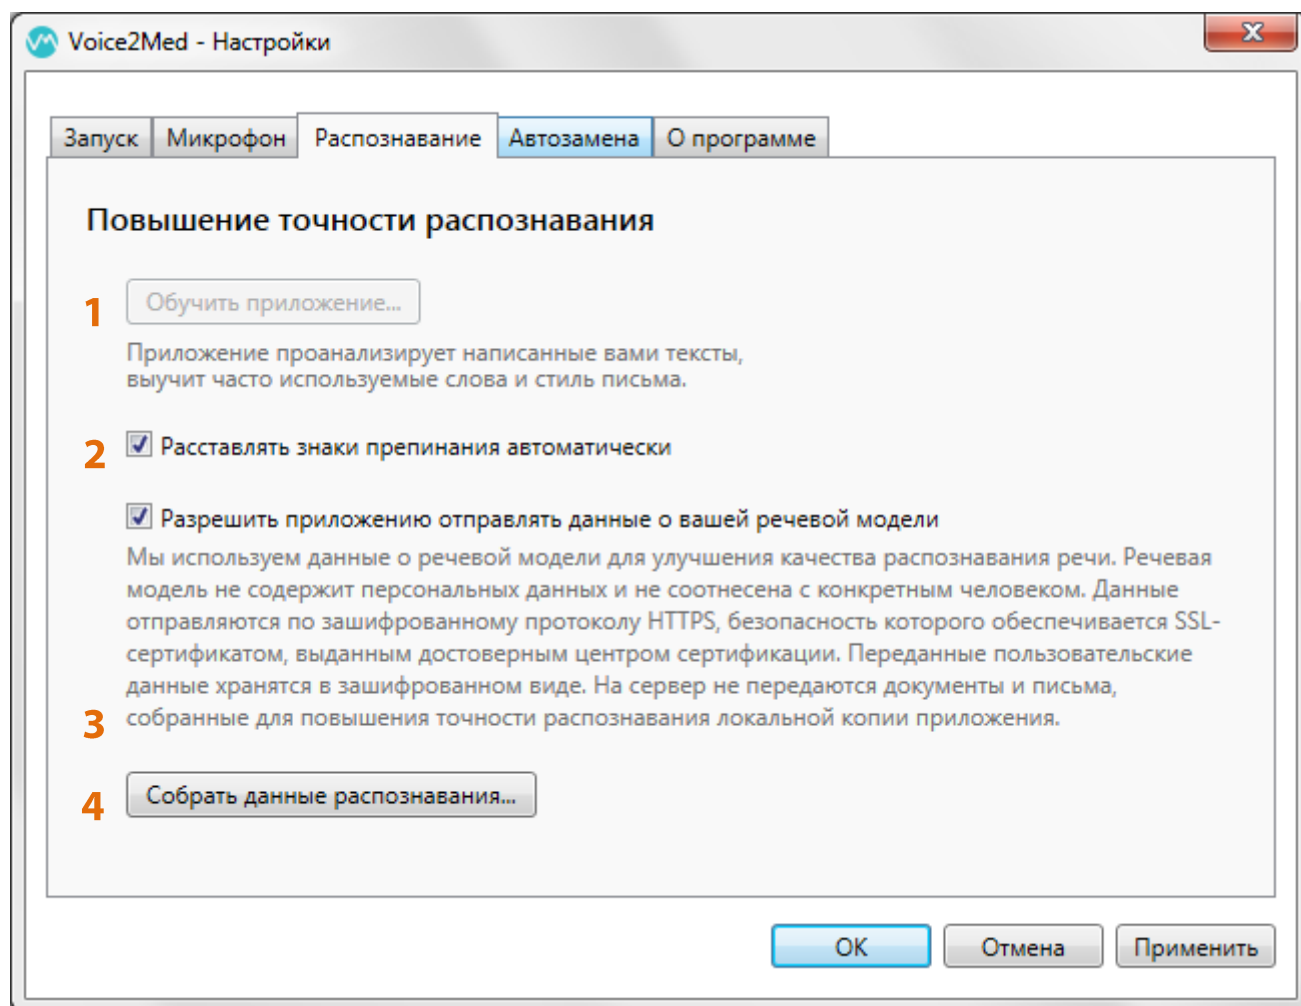 Voice2Med - Настройки
Запуск Микрофон Распознавание Автозамена О программе
Повышение точности распознавания
1 Обучить приложение...
Приложение проанализирует написанные вами тексты,
выучит часто используемые слова и стиль письма.
2 Расставлять знаки препинания автоматически
Разрешить приложению отправлять данные о вашей речевой модели
Мы используем данные о речевой модели для улучшения качества распознавания речи. Речевая
модель не содержит персональных данных и не соотнесена с конкретным человеком. Данные
отправляются по зашифрованному протоколу HTTPS, безопасность которого обеспечивается SSL-
сертификатом, выданным достоверным центром сертификации. Переданные пользовательские
данные хранятся в зашифрованном виде. На сервер не передаются документы и письма,
3 собранные для повышения точности распознавания локальной копии приложения.
4 Собрать данные распознавания...
OK Отмена Применить